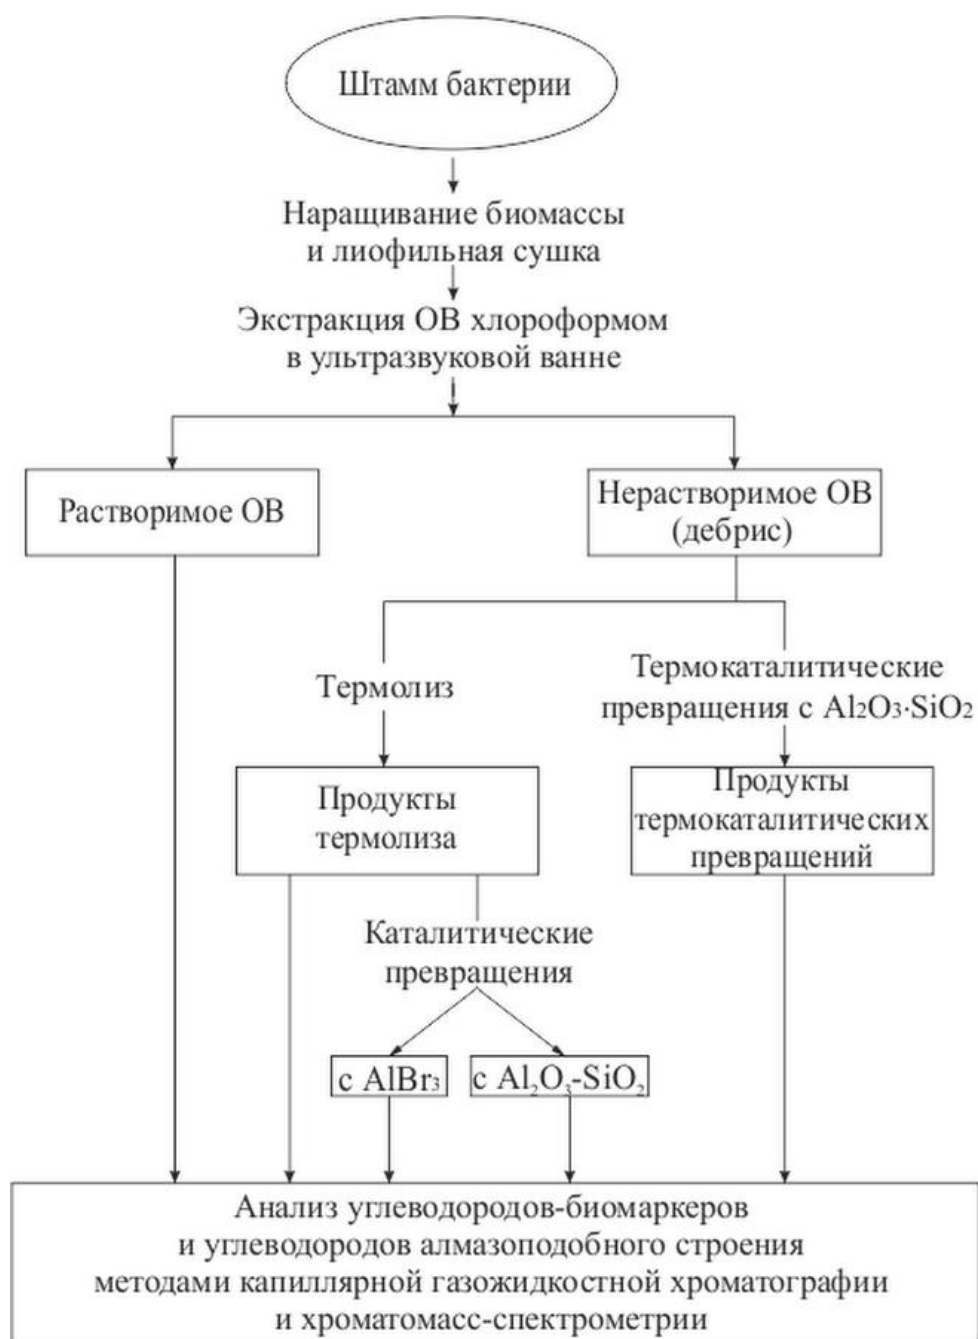 Штамм бактерии
Наращивание биомассы
и лиофильная сушка
Экстракция ОВ хлороформом
в ультразвуковой ванне
Растворимое ОВ
Нерастворимое ОВ
(дебрис)
Термолиз
Термокаталитические
превращения с Al₂O₃·SiO₂
Продукты
термолиза
Продукты
термокаталитических
превращений
Каталитические
превращения
с AlBr₃
с Al₂O₃-SiO₂
Анализ углеводородов-биомаркеров
и углеводородов алмазоподобного строения
методами капиллярной газожидкостной хроматографии
и хроматомасс-спектрометрии